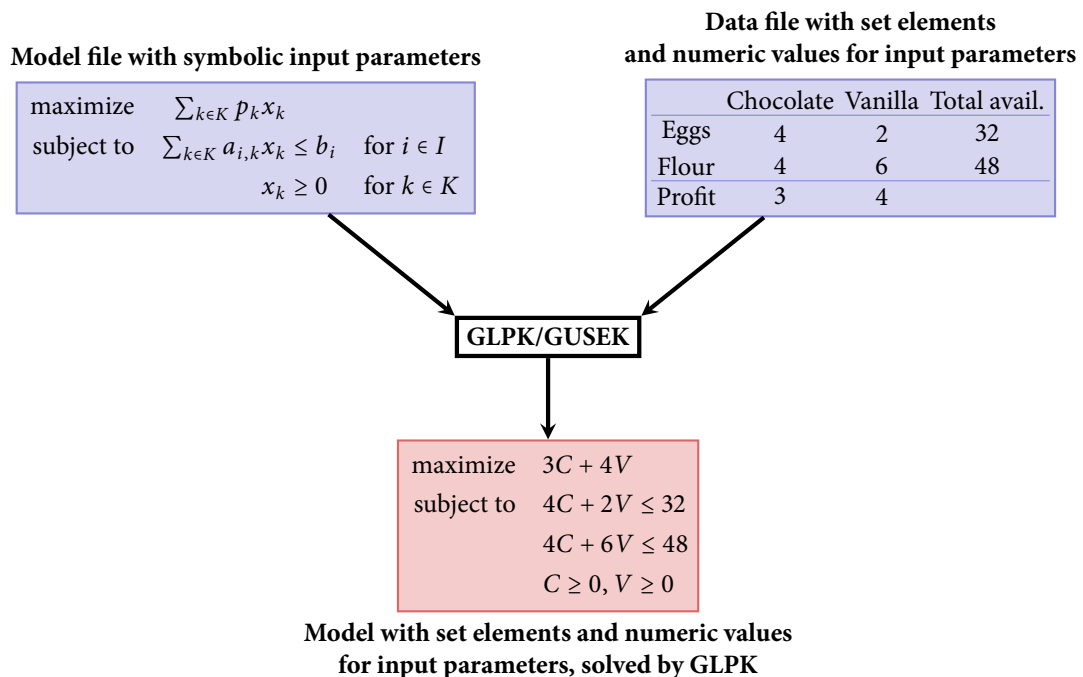 Model file with symbolic input parameters
maximize ∑ₖ∈K pₖxₖ
subject to ∑ₖ∈K aᵢ,ₖxₖ ≤ bᵢ for i ∈ I
xₖ ≥ 0 for k ∈ K
Data file with set elements
and numeric values for input parameters
Chocolate Vanilla Total avail.
Eggs 4 2 32
Flour 4 6 48
Profit 3 4
GLPK/GUSEK
maximize 3C + 4V
subject to 4C + 2V ≤ 32
4C + 6V ≤ 48
C ≥ 0, V ≥ 0
Model with set elements and numeric values
for input parameters, solved by GLPK